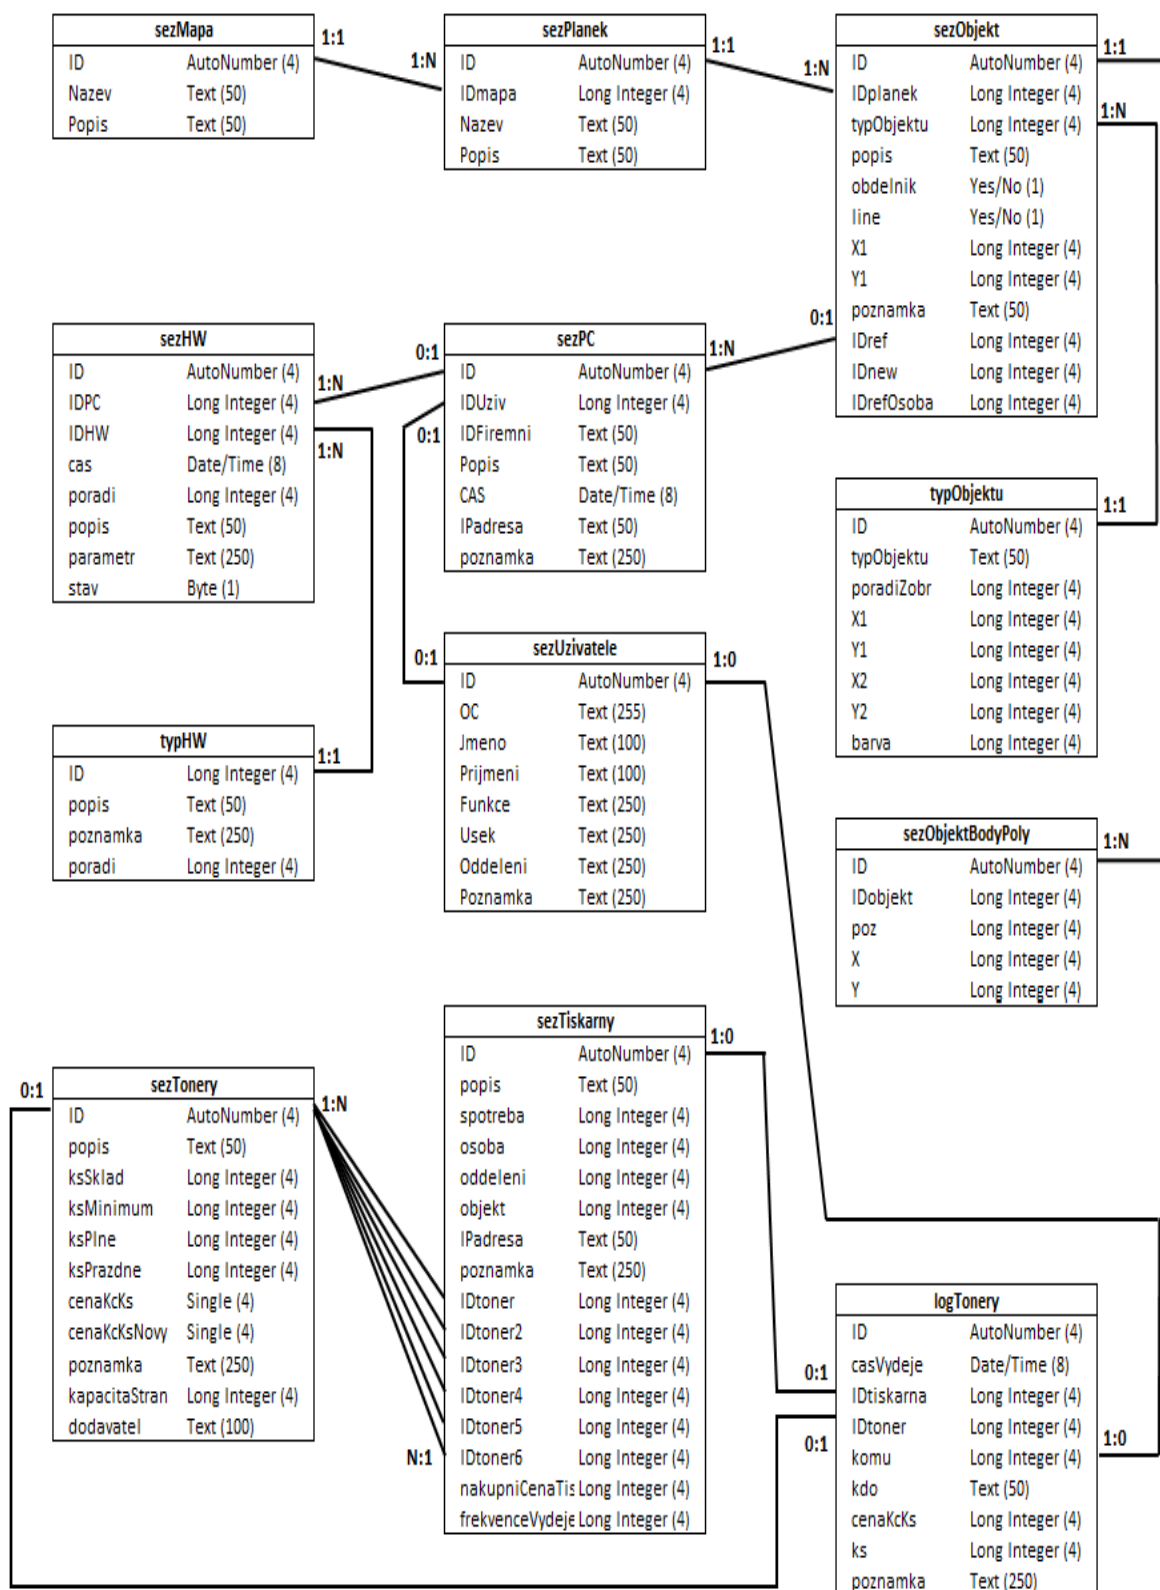 sezMapa
ID AutoNumber (4)
Nazev Text (50)
Popis Text (50)
1:1
1:N
sezPlanek
ID AutoNumber (4)
IDmapa Long Integer (4)
Nazev Text (50)
Popis Text (50)
1:1
1:N
sezObjekt
ID AutoNumber (4)
IDplanek Long Integer (4)
typObjektu Long Integer (4)
popis Text (50)
obdelnik Yes/No (1)
line Yes/No (1)
X1 Long Integer (4)
Y1 Long Integer (4)
poznamka Text (50)
IDref Long Integer (4)
IDnew Long Integer (4)
IDrefOsoba Long Integer (4)
1:1
1:N
0:1
sezHW
ID AutoNumber (4)
IDPC Long Integer (4)
IDHW Long Integer (4)
cas Date/Time (8)
poradi Long Integer (4)
popis Text (50)
parametr Text (250)
stav Byte (1)
1:N
1:N
0:1
0:1
sezPC
ID AutoNumber (4)
IDUziv Long Integer (4)
IDFiremni Text (50)
Popis Text (50)
CAS Date/Time (8)
IPadresa Text (50)
poznamka Text (250)
1:N
typObjektu
ID AutoNumber (4)
typObjektu Text (50)
poradiZobr Long Integer (4)
X1 Long Integer (4)
Y1 Long Integer (4)
X2 Long Integer (4)
Y2 Long Integer (4)
barva Long Integer (4)
1:1
typHW
ID Long Integer (4)
popis Text (50)
poznamka Text (250)
poradi Long Integer (4)
1:1
0:1
sezUzivatele
ID AutoNumber (4)
OC Text (255)
Jmeno Text (100)
Prijmeni Text (100)
Funkce Text (250)
Usek Text (250)
Oddeleni Text (250)
Poznamka Text (250)
1:0
sezObjektBodyPoly
ID AutoNumber (4)
IDobjekt Long Integer (4)
poz Long Integer (4)
X Long Integer (4)
Y Long Integer (4)
1:N
0:1
sezTonery
ID AutoNumber (4)
popis Text (50)
ksSklad Long Integer (4)
ksMinimum Long Integer (4)
ksPlne Long Integer (4)
ksPrazdne Long Integer (4)
cenaKcKs Single (4)
cenaKcKsNovy Single (4)
poznamka Text (250)
kapacitaStran Long Integer (4)
dodavatel Text (100)
1:N
N:1
sezTiskarny
ID AutoNumber (4)
popis Text (50)
spotreba Long Integer (4)
osoba Long Integer (4)
oddeleni Long Integer (4)
objekt Long Integer (4)
IPadresa Text (50)
poznamka Text (250)
IDtoner Long Integer (4)
IDtoner2 Long Integer (4)
IDtoner3 Long Integer (4)
IDtoner4 Long Integer (4)
IDtoner5 Long Integer (4)
IDtoner6 Long Integer (4)
nakupniCenaTis Long Integer (4)
frekvenceVydeje Long Integer (4)
1:0
0:1
0:1
logTonery
ID AutoNumber (4)
casVydeje Date/Time (8)
IDtiskarna Long Integer (4)
IDtoner Long Integer (4)
komu Long Integer (4)
kdo Text (50)
cenaKcKs Long Integer (4)
ks Long Integer (4)
poznamka Text (250)
1:0